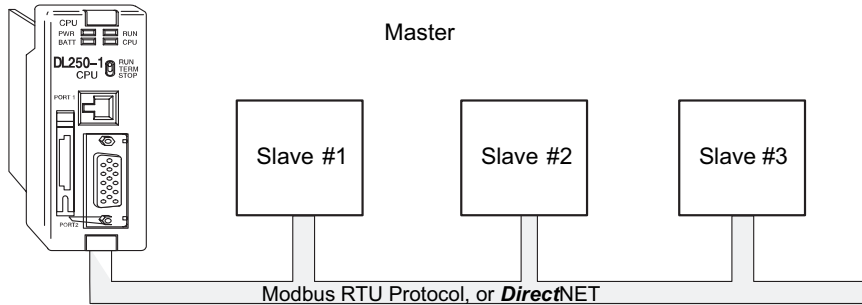 CPU
PWR RUN
BATT CPU
DL250-1 RUN
TERM
CPU STOP
PORT 1
PORT2
Master
Slave #1
Slave #2
Slave #3
Modbus RTU Protocol, or DirectNET